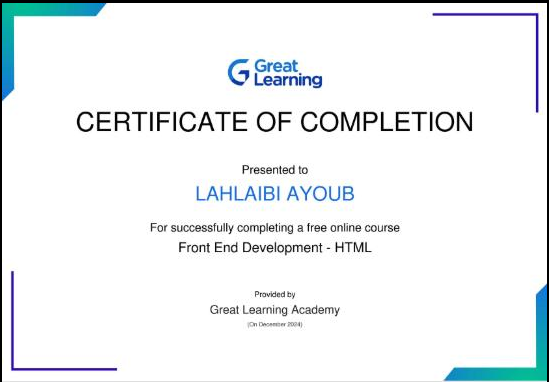 Great
Learning
CERTIFICATE OF COMPLETION
Presented to
LAHLAIBI AYOUB
For successfully completing a free online course
Front End Development - HTML
Provided by
Great Learning Academy
(On December 2024)